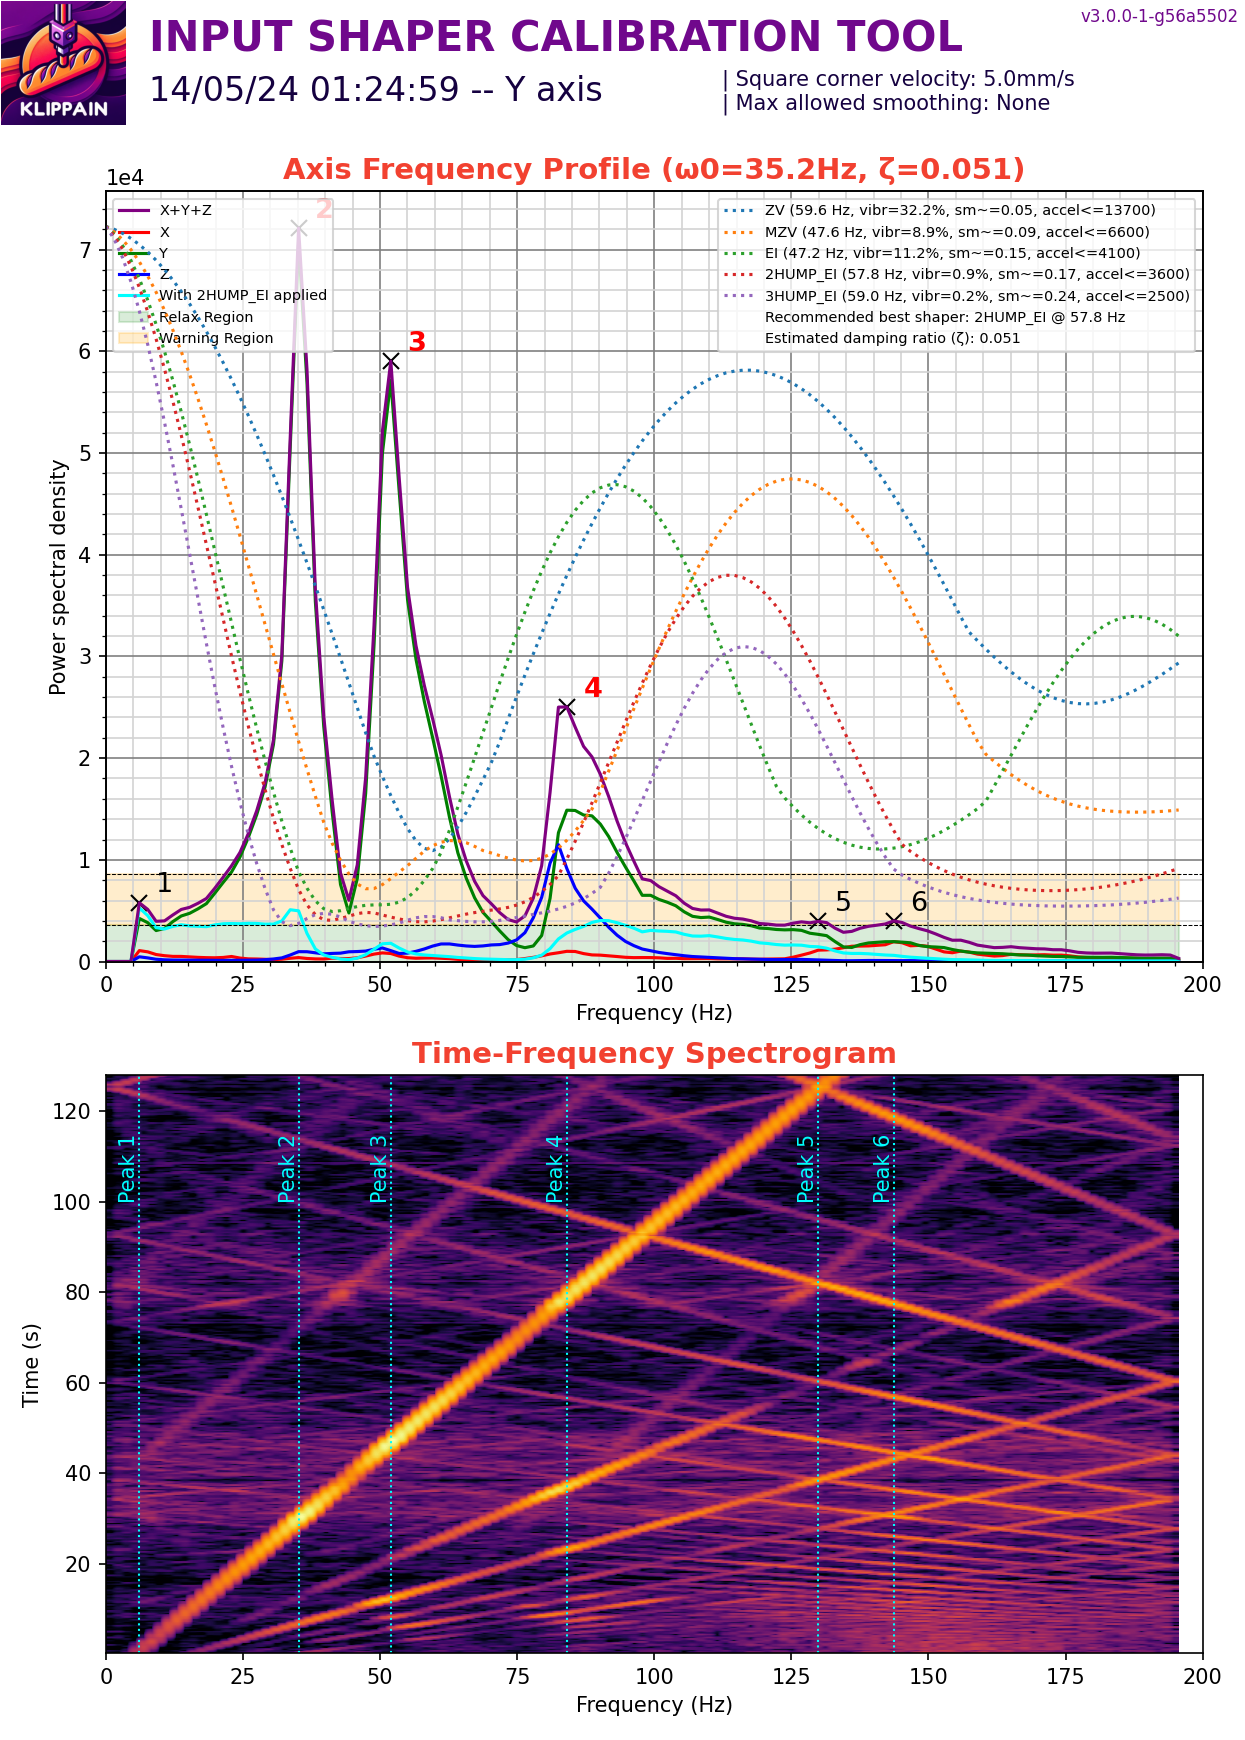 v3.0.0-1-g56a5502
INPUT SHAPER CALIBRATION TOOL
14/05/24 01:24:59 -- Y axis
| Square corner velocity: 5.0mm/s
| Max allowed smoothing: None
KLIPPAIN
Axis Frequency Profile (ω0=35.2Hz, ζ=0.051)
1e4
X+Y+Z
X
Y
Z
With 2HUMP_EI applied
Relax Region
Warning Region
ZV (59.6 Hz, vibr=32.2%, sm~=0.05, accel<=13700)
MZV (47.6 Hz, vibr=8.9%, sm~=0.09, accel<=6600)
EI (47.2 Hz, vibr=11.2%, sm~=0.15, accel<=4100)
2HUMP_EI (57.8 Hz, vibr=0.9%, sm~=0.17, accel<=3600)
3HUMP_EI (59.0 Hz, vibr=0.2%, sm~=0.24, accel<=2500)
Recommended best shaper: 2HUMP_EI @ 57.8 Hz
Estimated damping ratio (ζ): 0.051
Power spectral density
7
6
5
4
3
2
1
0
1
2
3
4
5
6
0 25 50 75 100 125 150 175 200
Frequency (Hz)
Time-Frequency Spectrogram
Time (s)
120
100
80
60
40
20
Peak 1
Peak 2
Peak 3
Peak 4
Peak 5
Peak 6
0 25 50 75 100 125 150 175 200
Frequency (Hz)